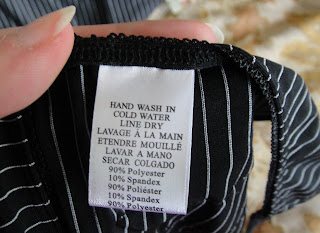 HAND WASH IN
COLD WATER
LINE DRY
LAVAGE À LA MAIN
ETENDRE MOUILLÉ
LAVAR A MANO
SECAR COLGADO
90% Polyester
10% Spandex
90% Poliéster
10% Spandex
90% Polyester